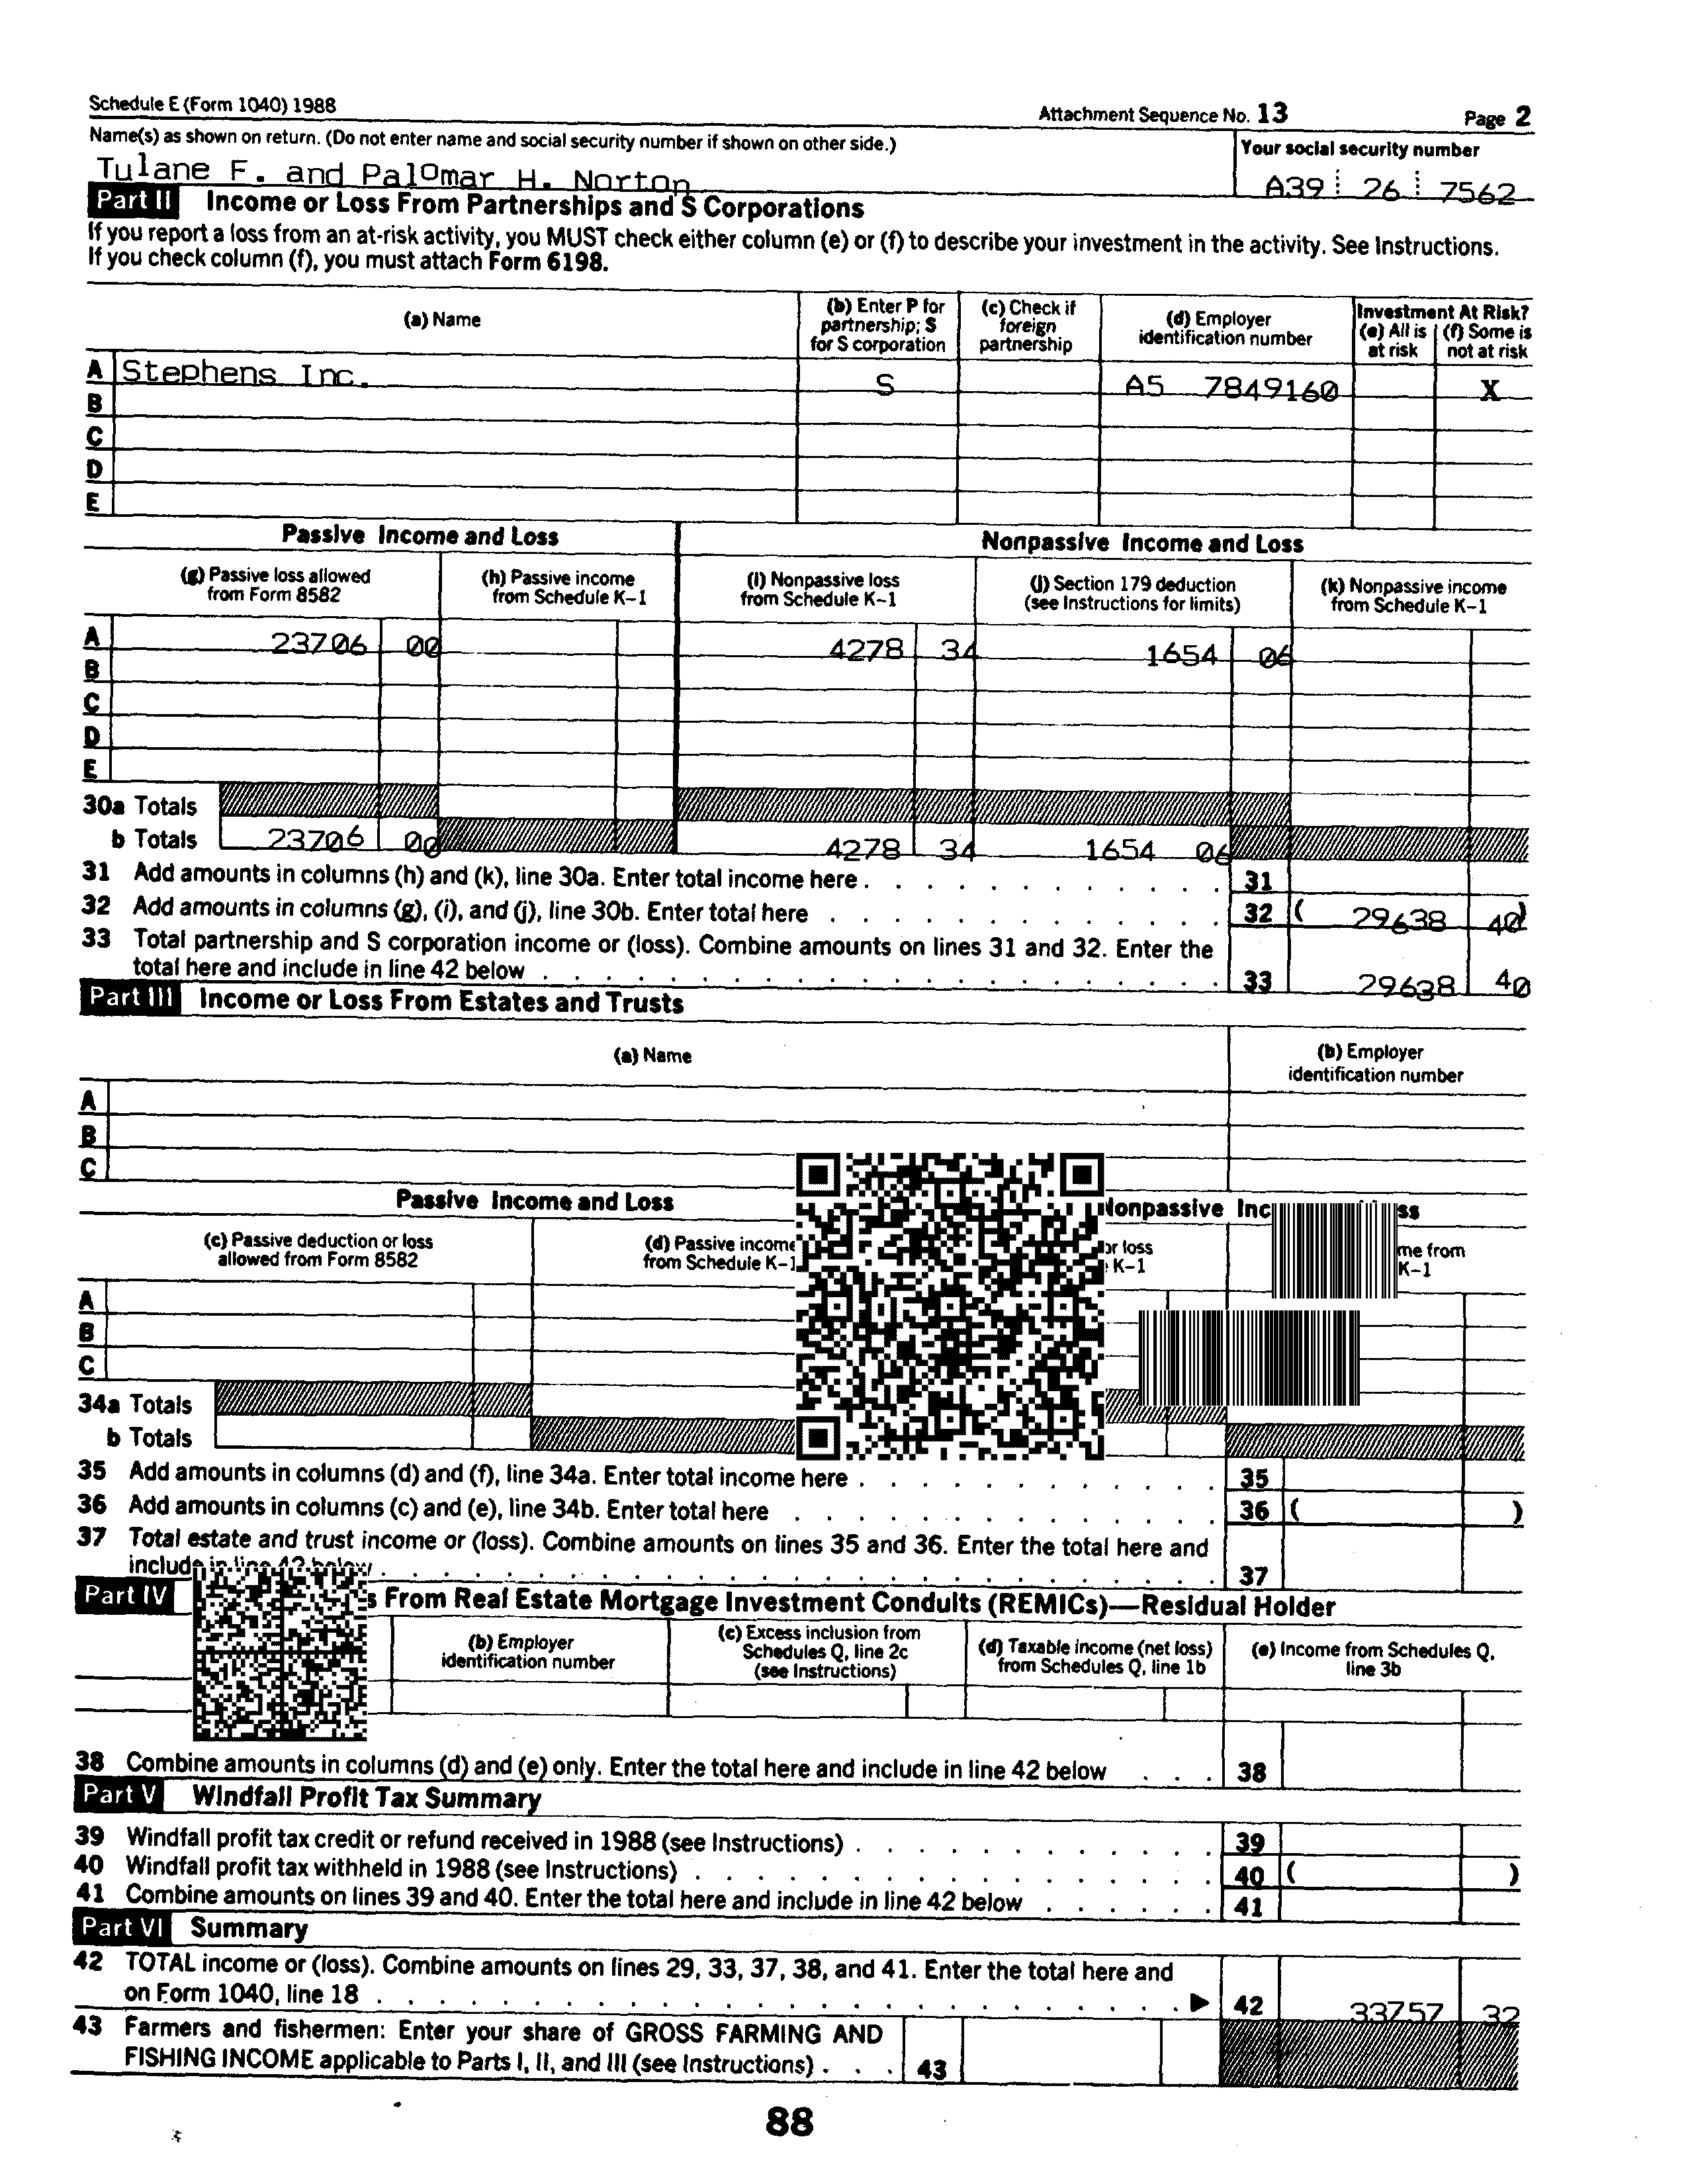 Schedule E (Form 1040) 1988 Attachment Sequence No. 13 Page 2
Name(s) as shown on return. (Do not enter name and social security number if shown on other side.) Your social security number
Tulane F. and Palomar H. Norton A39 26 7562
Part II Income or Loss From Partnerships and S Corporations
If you report a loss from an at-risk activity, you MUST check either column (e) or (f) to describe your investment in the activity. See Instructions.
If you check column (f), you must attach Form 6198.
(a) Name (b) Enter P for partnership; S for S corporation (c) Check if foreign partnership (d) Employer identification number Investment At Risk? (e) All is at risk (f) Some is not at risk
A Stephens Inc. S A5 7849160 X
B
C
D
E
Passive Income and Loss Nonpassive Income and Loss
(g) Passive loss allowed from Form 8582 (h) Passive income from Schedule K-1 (i) Nonpassive loss from Schedule K-1 (j) Section 179 deduction (see Instructions for limits) (k) Nonpassive income from Schedule K-1
A 23706 00 4278 34 1654 06
B
C
D
E
30a Totals
b Totals 23706 00 4278 34 1654 06
31 Add amounts in columns (h) and (k), line 30a. Enter total income here . . . . . . . . . . . . 31
32 Add amounts in columns (g), (i), and (j), line 30b. Enter total here . . . . . . . . . . . . 32 ( 29638 40)
33 Total partnership and S corporation income or (loss). Combine amounts on lines 31 and 32. Enter the
total here and include in line 42 below . . . . . . . . . . . . 33 29638 40
Part III Income or Loss From Estates and Trusts
(a) Name (b) Employer identification number
A
B
C
Passive Income and Loss Nonpassive Inc ss
(c) Passive deduction or loss allowed from Form 8582 (d) Passive income from Schedule K-1 or loss K-1 me from K-1
A
B
C
34a Totals
b Totals
35 Add amounts in columns (d) and (f), line 34a. Enter total income here . . . . . . . . . . . . 35
36 Add amounts in columns (c) and (e), line 34b. Enter total here . . . . . . . . . . . . 36 ( )
37 Total estate and trust income or (loss). Combine amounts on lines 35 and 36. Enter the total here and
include in line 42 below . . . . . . . . . . . . 37
Part IV s From Real Estate Mortgage Investment Conduits (REMICs)—Residual Holder
(b) Employer identification number (c) Excess inclusion from Schedules Q, line 2c (see Instructions) (d) Taxable income (net loss) from Schedules Q, line 1b (e) Income from Schedules Q, line 3b
38 Combine amounts in columns (d) and (e) only. Enter the total here and include in line 42 below . . . 38
Part V Windfall Profit Tax Summary
39 Windfall profit tax credit or refund received in 1988 (see Instructions) . . . . . . . . . . . . 39
40 Windfall profit tax withheld in 1988 (see Instructions) . . . . . . . . . . . . 40 ( )
41 Combine amounts on lines 39 and 40. Enter the total here and include in line 42 below . . . . . . 41
Part VI Summary
42 TOTAL income or (loss). Combine amounts on lines 29, 33, 37, 38, and 41. Enter the total here and
on Form 1040, line 18 . . . . . . . . . . . . ▶ 42 33757 32
43 Farmers and fishermen: Enter your share of GROSS FARMING AND
FISHING INCOME applicable to Parts I, II, and III (see Instructions) . . . 43
88